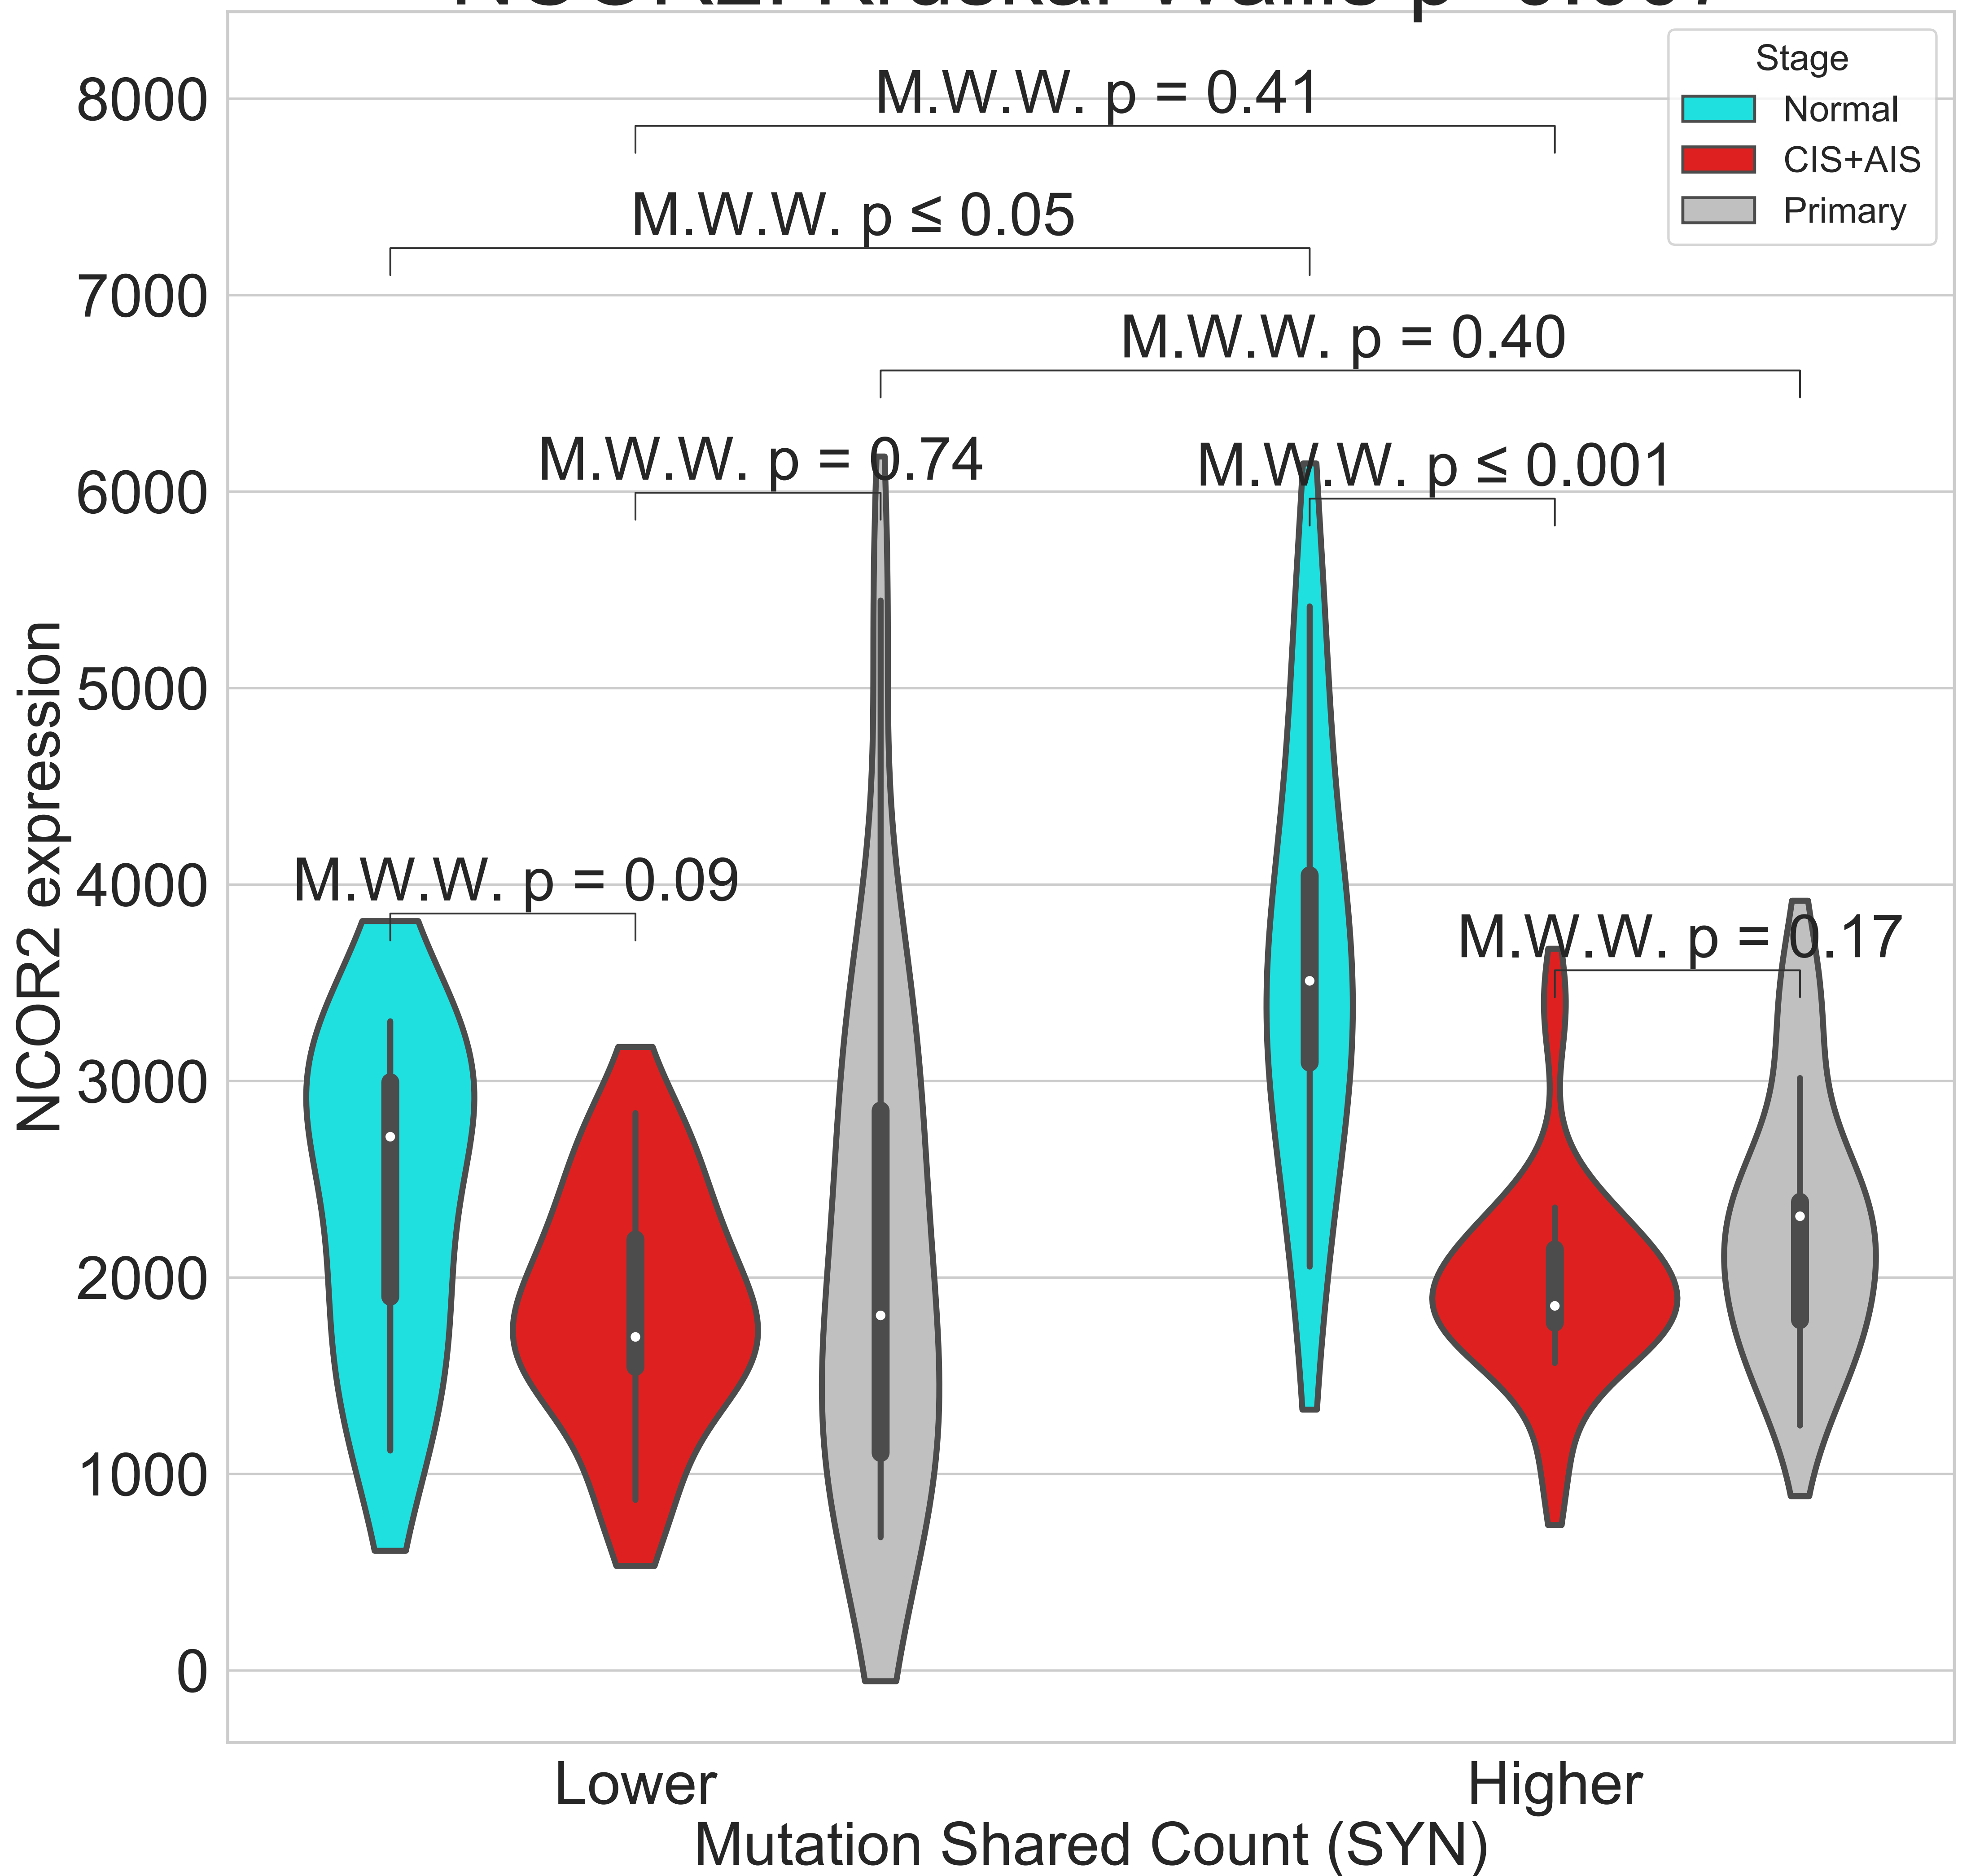 Stage
Normal
CIS+AIS
Primary
M.W.W. p = 0.41
M.W.W. p ≤ 0.05
M.W.W. p = 0.40
M.W.W. p = 0.74
M.W.W. p ≤ 0.001
M.W.W. p = 0.09
M.W.W. p = 0.17
8000
7000
6000
5000
4000
3000
2000
1000
0
NCOR2 expression
Lower
Higher
Mutation Shared Count (SYN)